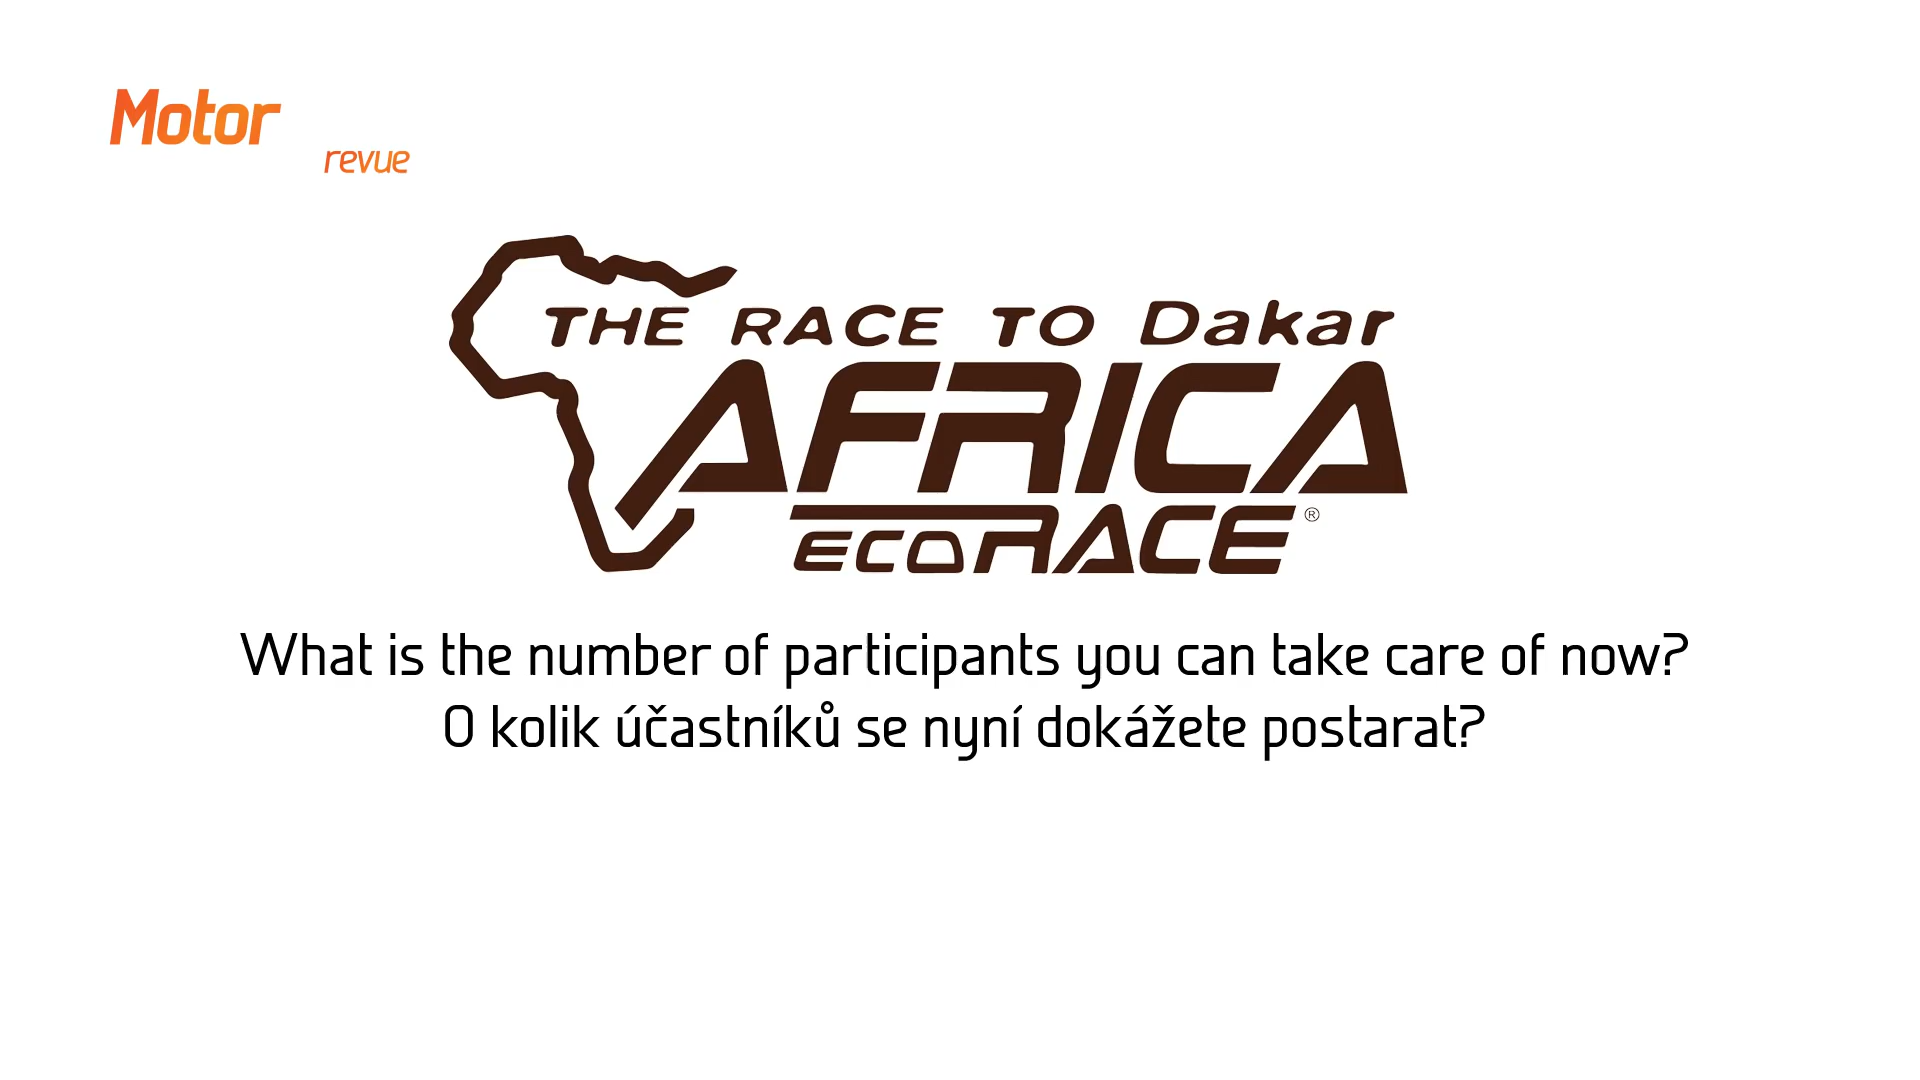 Motor
revue
THE RACE TO Dakar
AFRICA
ECORACE®
What is the number of participants you can take care of now?
O kolik účastníků se nyní dokážete postarat?